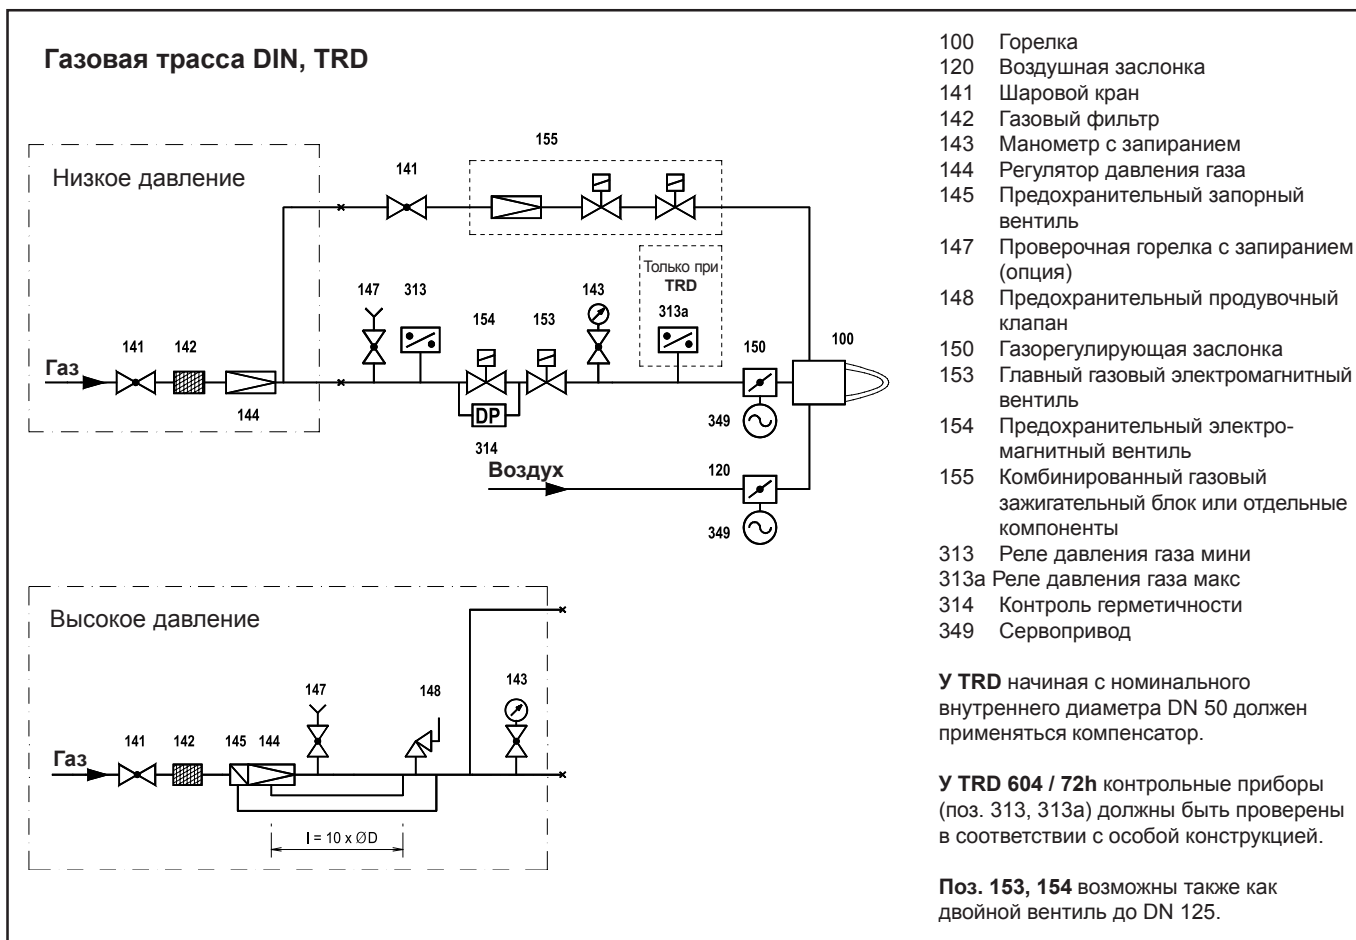 Газовая трасса DIN, TRD
Низкое давление
155
141
Только при
TRD
147
313
143
313a
154
153
141
142
150
100
Газ
144
DP
349
314
Воздух
120
349
Высокое давление
147
148
143
141
142
145
144
Газ
l = 10 x ØD
100 Горелка
120 Воздушная заслонка
141 Шаровой кран
142 Газовый фильтр
143 Манометр с запиранием
144 Регулятор давления газа
145 Предохранительный запорный
вентиль
147 Проверочная горелка с запиранием
(опция)
148 Предохранительный продувочный
клапан
150 Газорегулирующая заслонка
153 Главный газовый электромагнитный
вентиль
154 Предохранительный электро-
магнитный вентиль
155 Комбинированный газовый
зажигательный блок или отдельные
компоненты
313 Реле давления газа мини
313а Реле давления газа макс
314 Контроль герметичности
349 Сервопривод
У TRD начиная с номинального
внутреннего диаметра DN 50 должен
применяться компенсатор.
У TRD 604 / 72h контрольные приборы
(поз. 313, 313а) должны быть проверены
в соответствии с особой конструкцией.
Поз. 153, 154 возможны также как
двойной вентиль до DN 125.